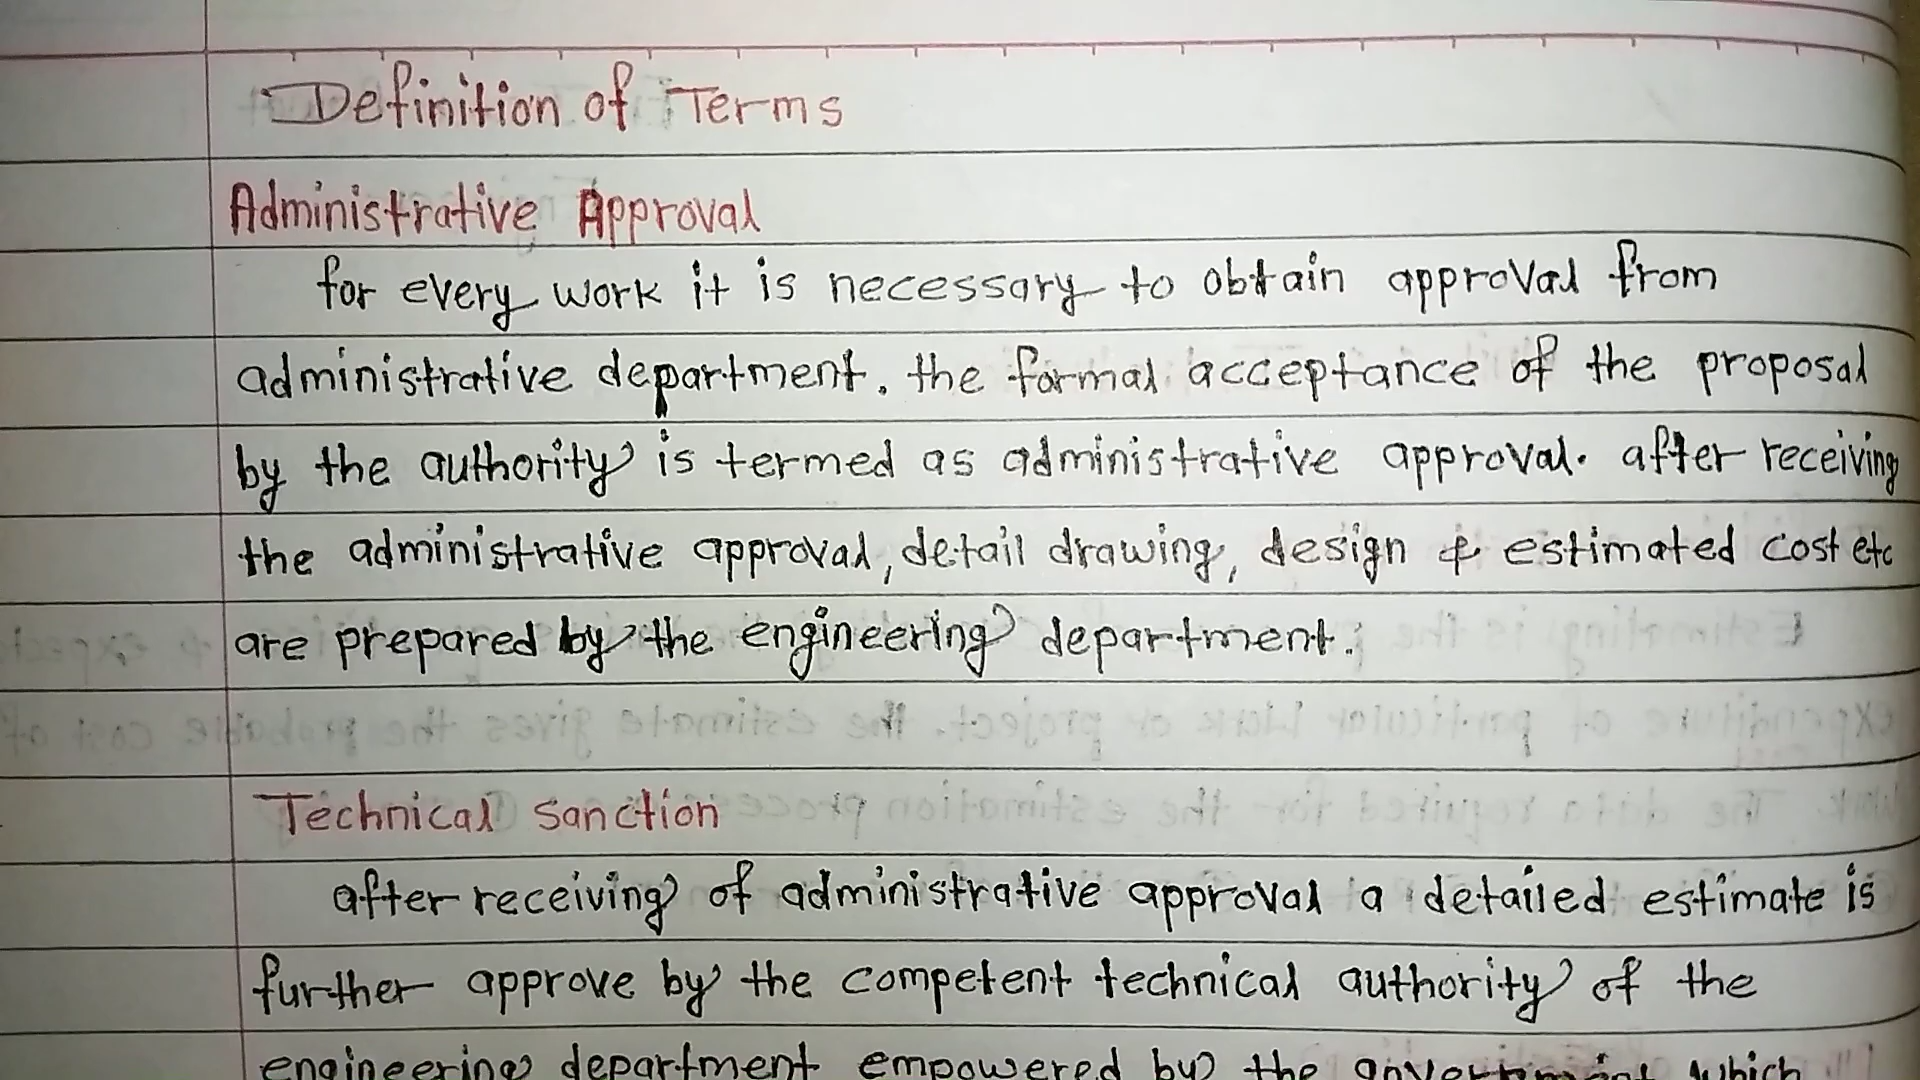 Definition of Terms
Administrative Approval
for every work it is necessary to obtain approval from
administrative department. the formal acceptance of the proposal
by the authority is termed as administrative approval. after receiving
the administrative approval, detail drawing, design & estimated cost etc
are prepared by the engineering department.
Technical sanction
after receiving of administrative approval a detailed estimate is
further approve by the competent technical authority of the
engineering department empowered by the government which